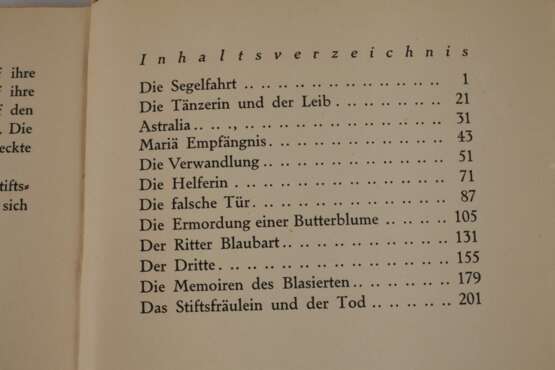 f ihre
f ihre
f den
. Die
eckte
tifts=
sich
Inhaltsverzeichnis
Die Segelfahrt .. .. .. .. .. .. .. .. .. .. .. 1
Die Tänzerin und der Leib . .. .. .. .. .. .. 21
Astralia .. .. ., .. .. .. .. .. .. .. .. .. .. 31
Mariä Empfängnis. .. .. .. .. .. .. .. .. .. 43
Die Verwandlung .. .. .. .. .. .. .. .. .. .. 51
Die Helferin . .. .. .. .. .. .. .. .. .. .. .. 71
Die falsche Tür. .. .. .. .. .. .. .. .. .. .. 87
Die Ermordung einer Butterblume .. .. .. .. 105
Der Ritter Blaubart .. .. .. .. .. .. .. .. .. 131
Der Dritte . .. .. .. .. .. .. .. .. .. .. .. 155
Die Memoiren des Blasierten .. .. .. .. .. 179
Das Stiftsfräulein und der Tod .. .. .. .. .. 201